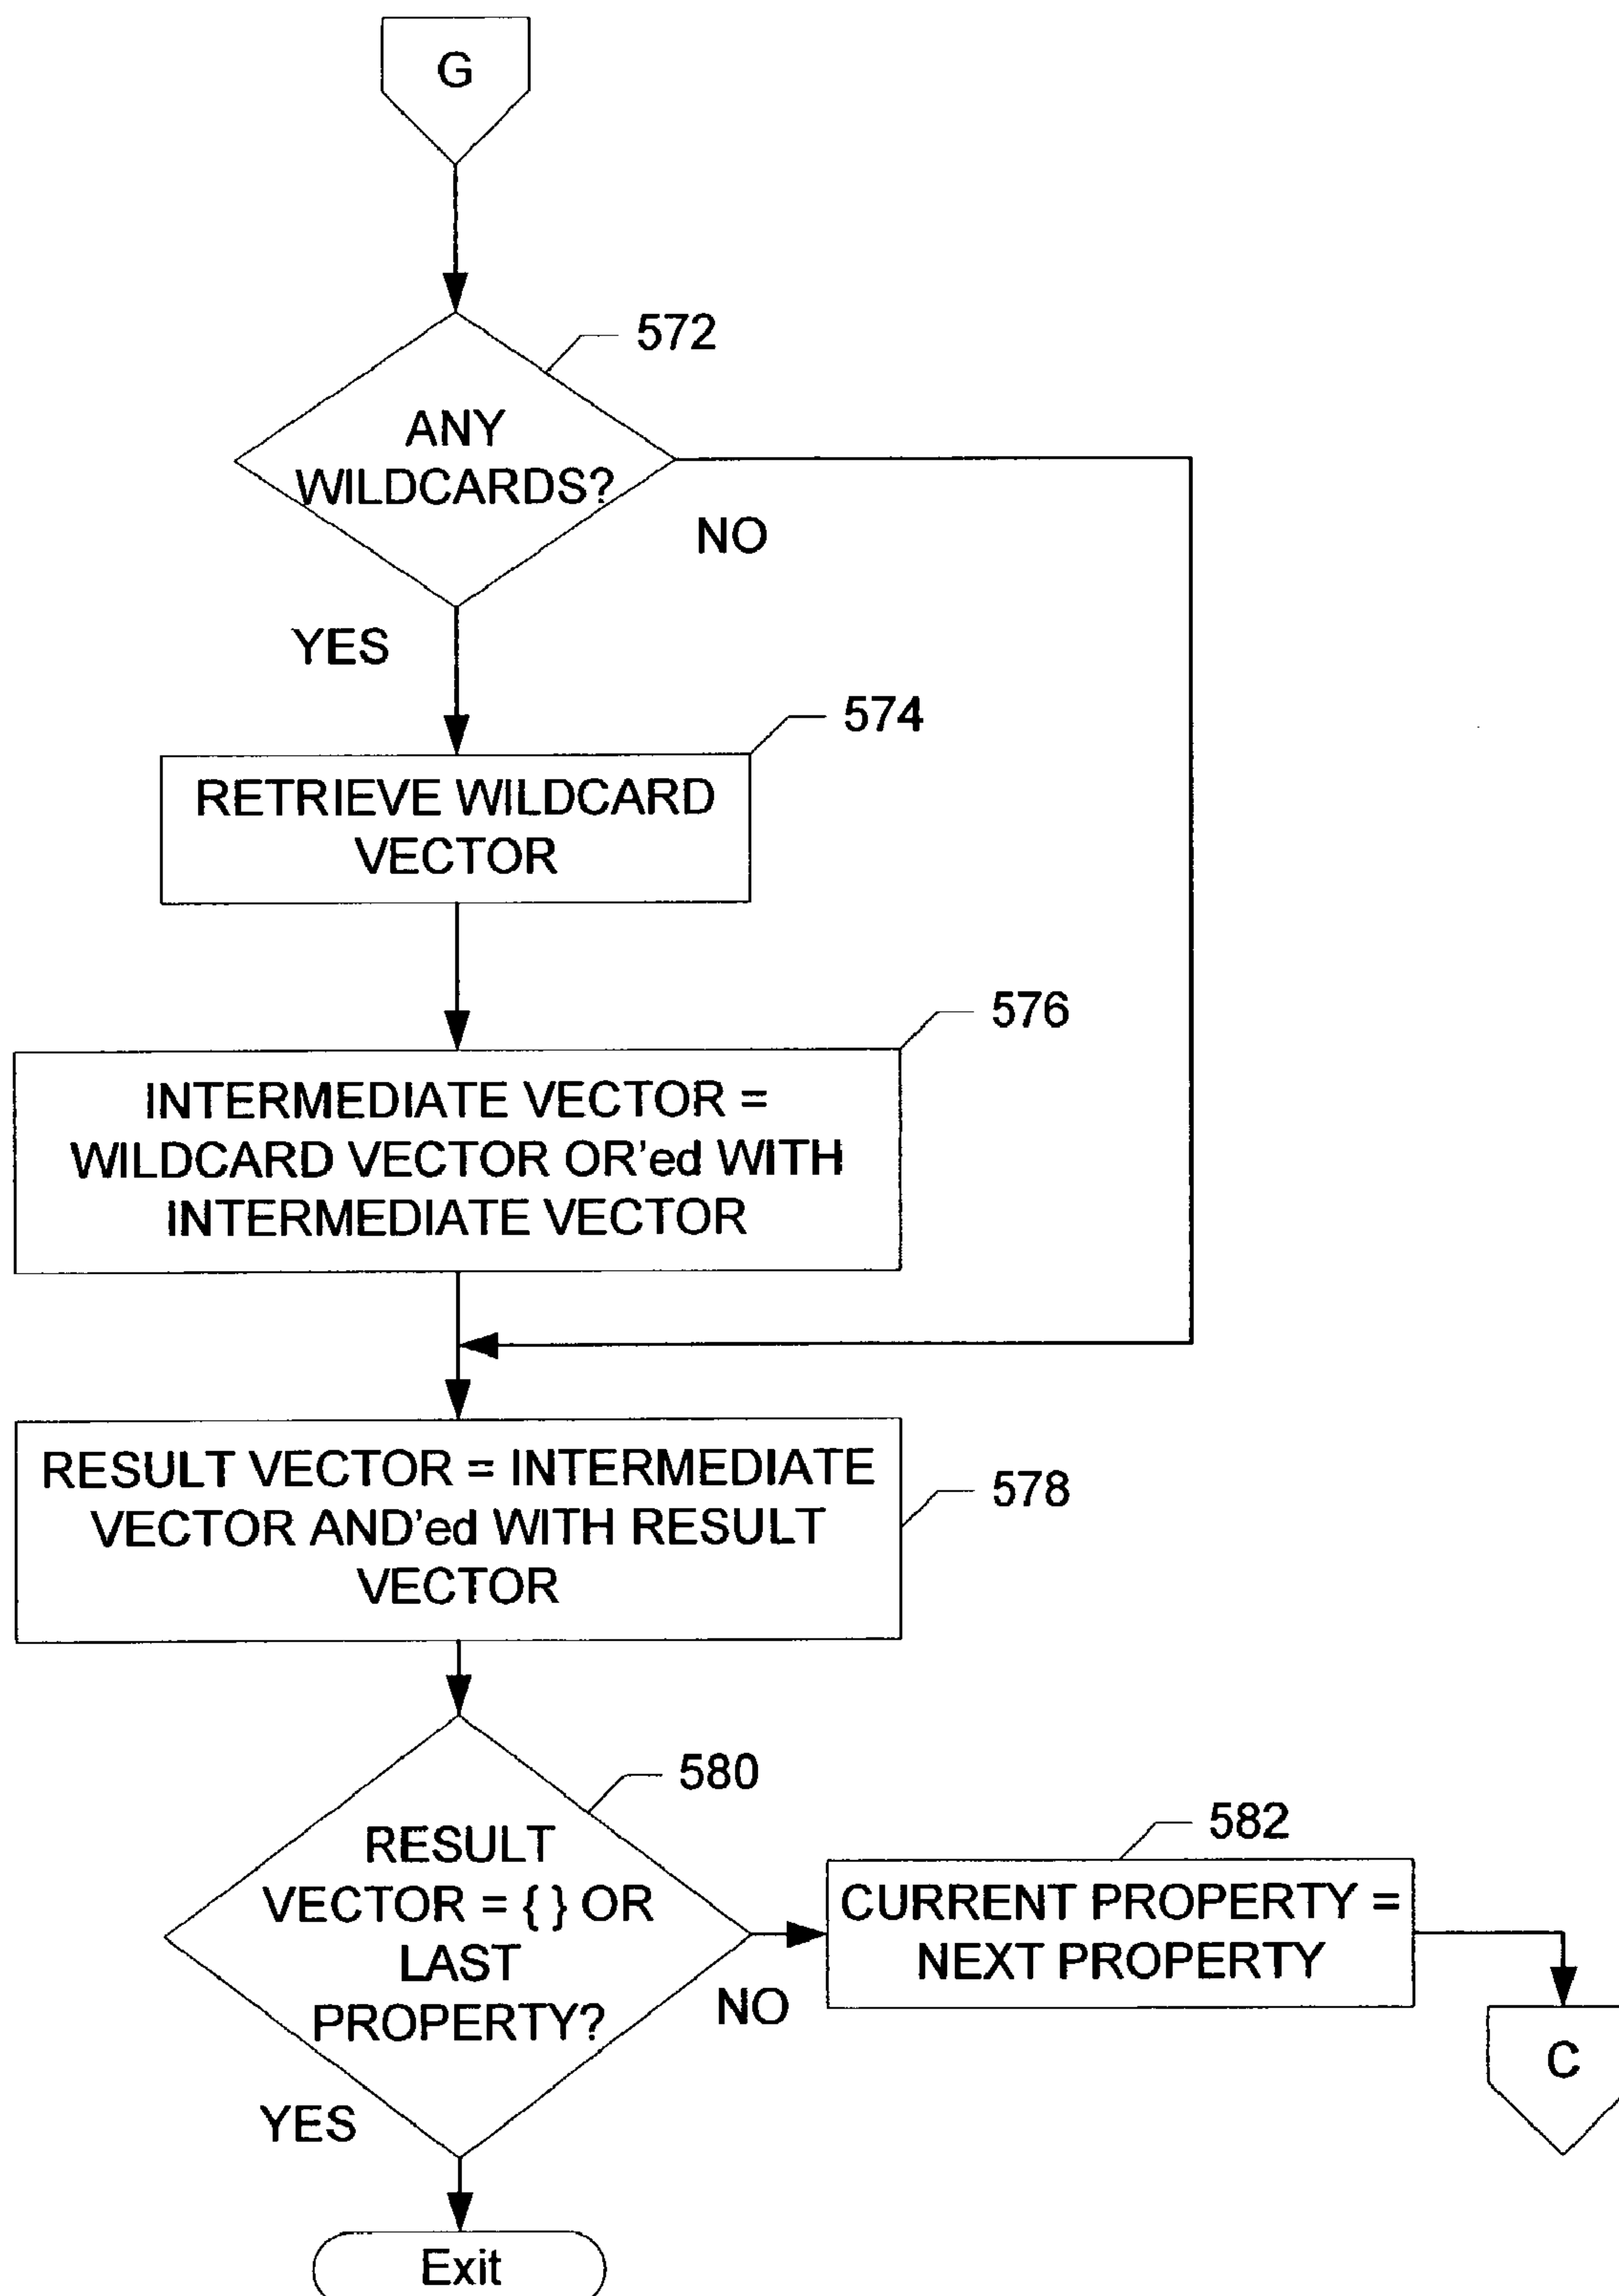 G
572
ANY
WILDCARDS?
NO
YES
574
RETRIEVE WILDCARD
VECTOR
576
INTERMEDIATE VECTOR =
WILDCARD VECTOR OR'ed WITH
INTERMEDIATE VECTOR
RESULT VECTOR = INTERMEDIATE
VECTOR AND'ed WITH RESULT
VECTOR
578
580
RESULT
VECTOR = { } OR
LAST
PROPERTY?
NO
582
CURRENT PROPERTY =
NEXT PROPERTY
C
YES
Exit